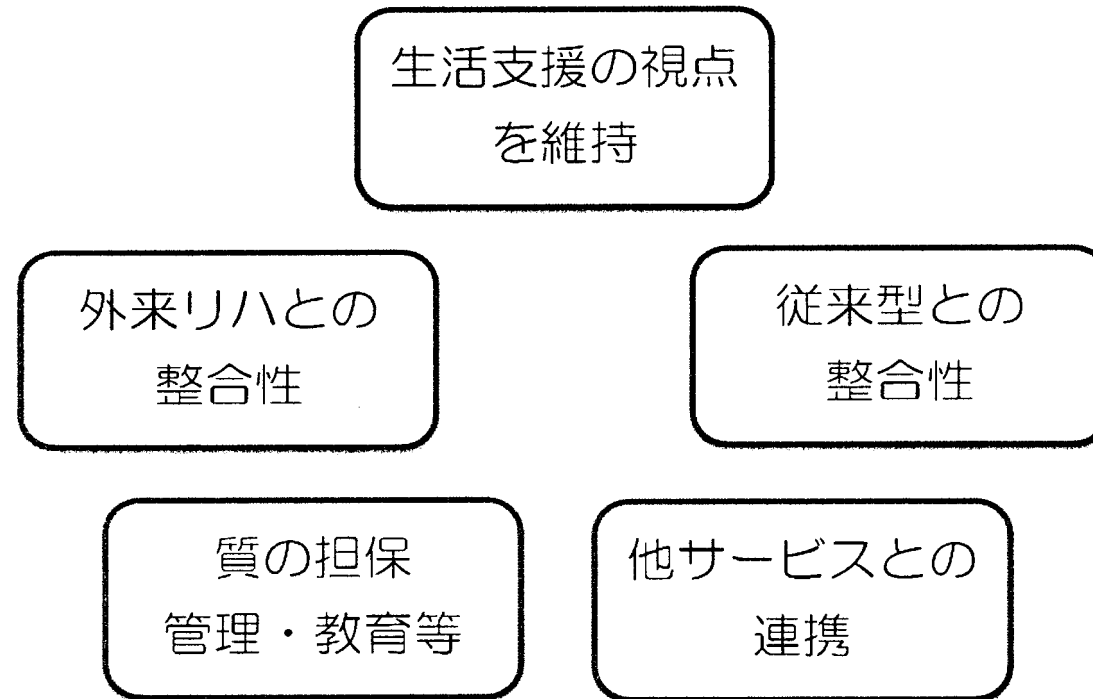 生活支援の視点
を維持
外来リハとの
整合性
従来型との
整合性
質の担保
管理・教育等
他サービスとの
連携